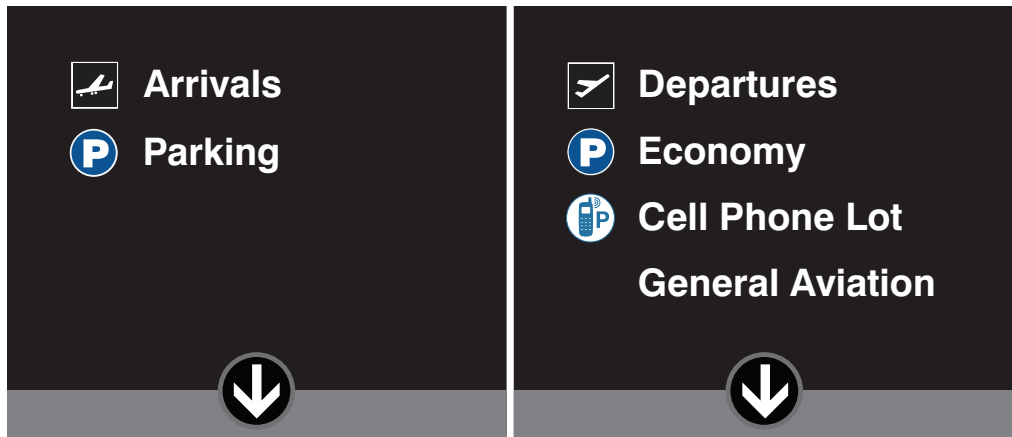 Arrivals
P Parking
Departures
P Economy
P Cell Phone Lot
General Aviation